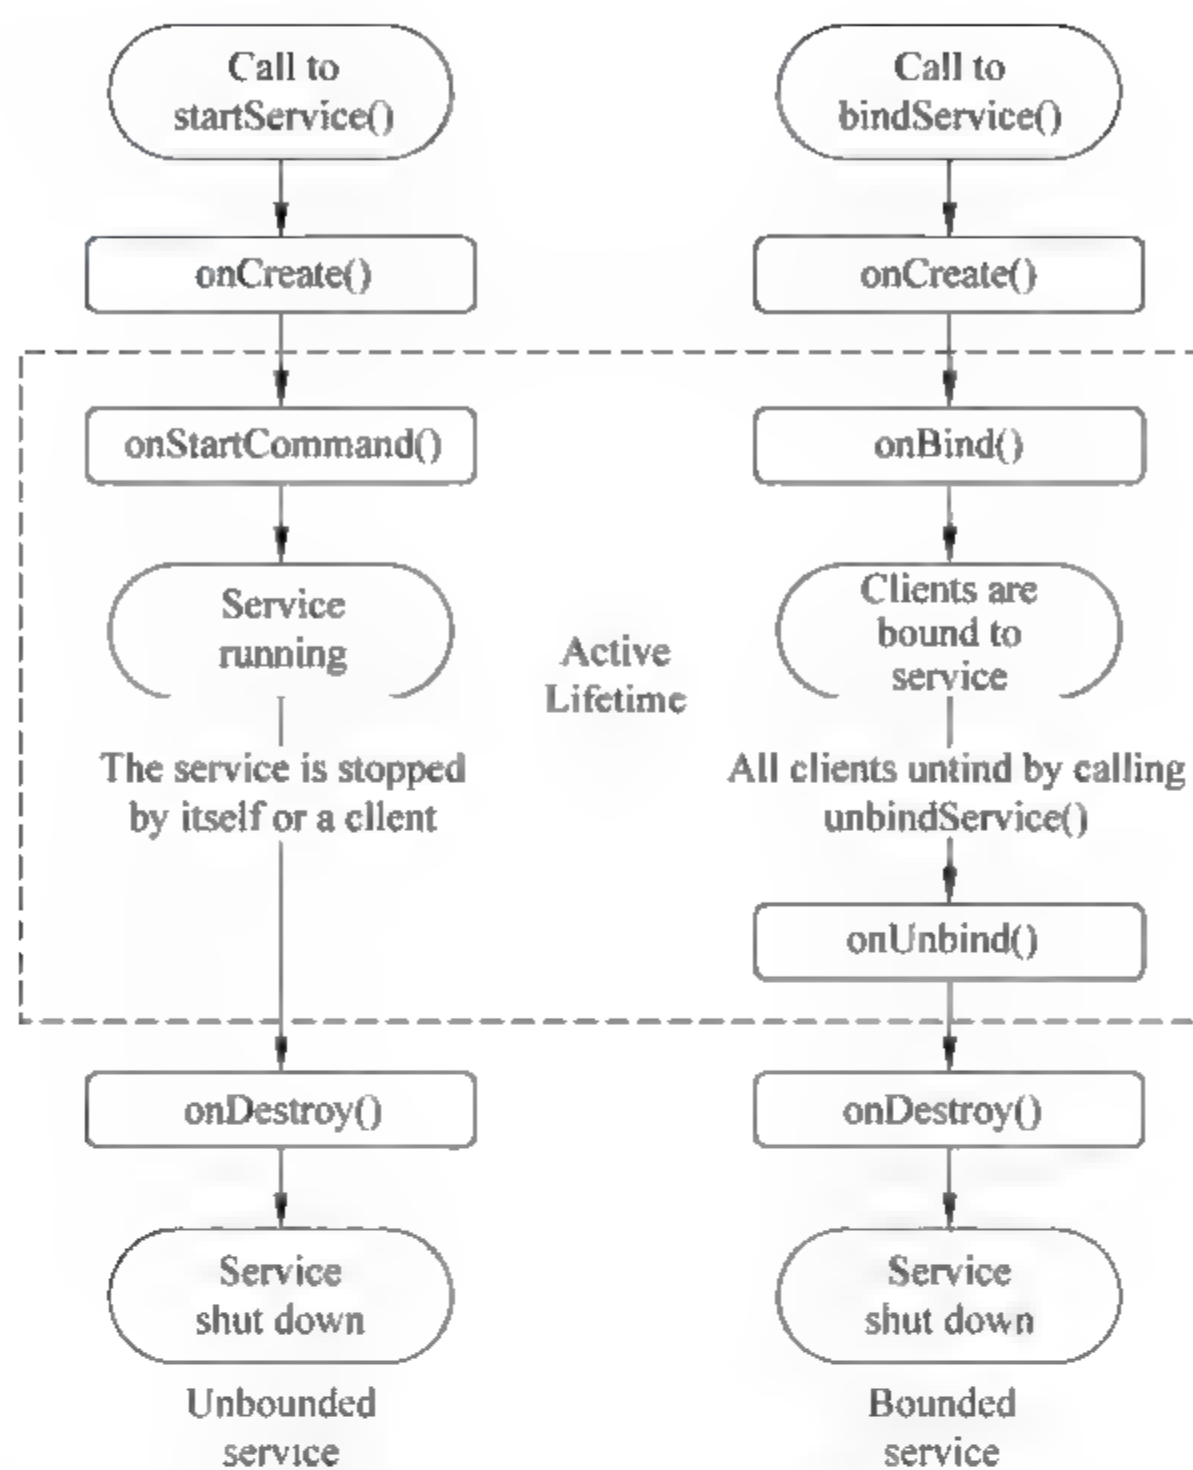 Call to
startService()
onCreate()
onStartCommand()
Service
running
The service is stopped
by itself or a cllent
onDestroy()
Service
shut down
Unbounded
service
Active
Lifetime
Call to
bindService()
onCreate()
onBind()
Clients are
bound to
service
All clients untind by calling
unbindService()
onUnbind()
onDestroy()
Service
shut down
Bounded
service